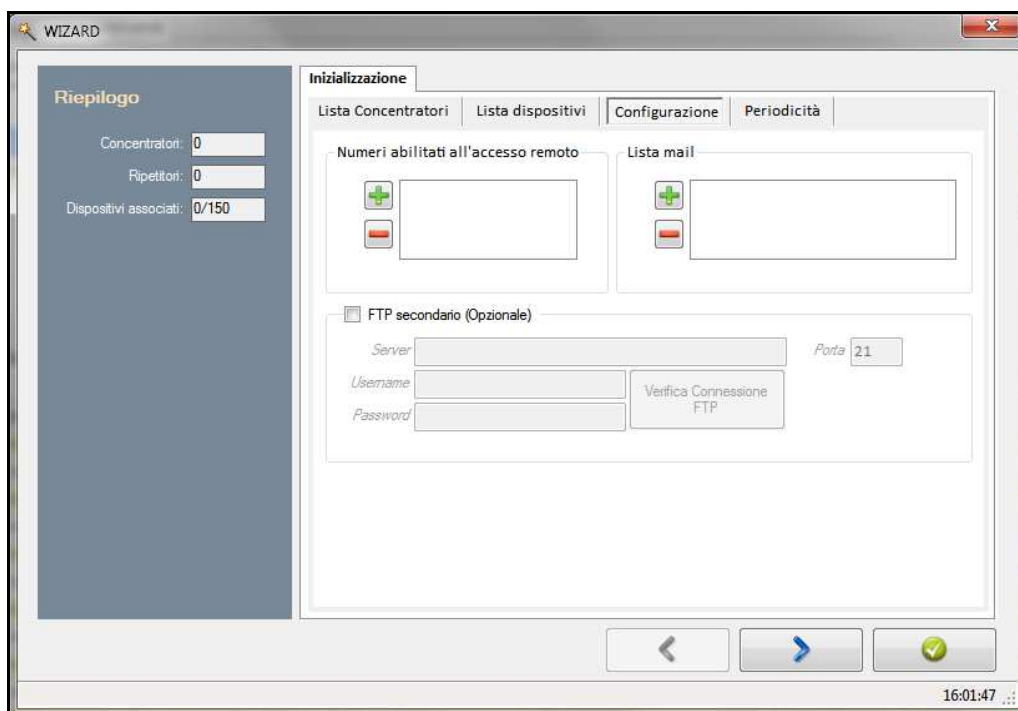 WIZARD
Riepilogo
Concentratori: 0
Ripetitori: 0
Dispositivi associati: 0/150
Inizializzazione
Lista Concentratori Lista dispositivi Configurazione Periodicità
Numeri abilitati all'accesso remoto Lista mail
FTP secondario (Opzionale)
Server Porta 21
Username
Verifica Connessione
FTP
Password
16:01:47